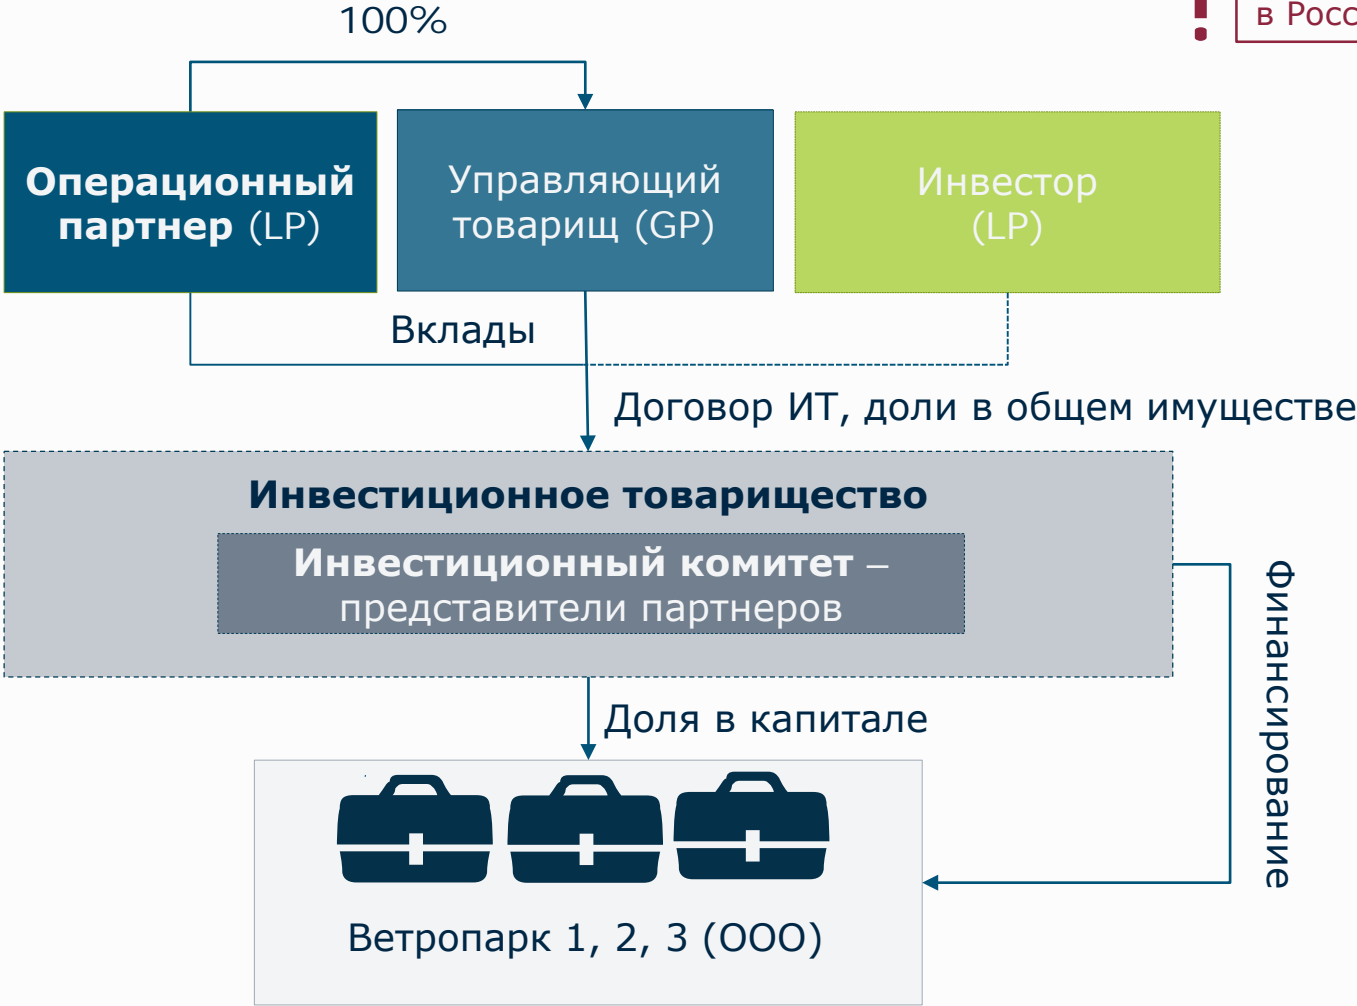 100%
в Росс
!
Операционный
партнер (LP)
Управляющий
товарищ (GP)
Инвестор
(LP)
Вклады
Договор ИТ, доли в общем имуществе
Инвестиционное товарищество
Инвестиционный комитет –
представители партнеров
Финансирование
Доля в капитале
Ветропарк 1, 2, 3 (ООО)